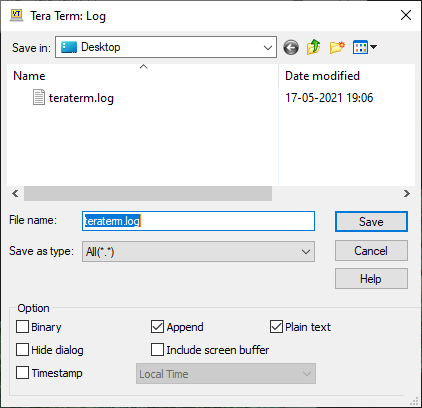 VT Tera Term: Log
Save in: Desktop
Name Date modified
teraterm.log 17-05-2021 19:06
File name: teraterm.log Save
Save as type: All(*.*) Cancel
Help
Option
Binary Append Plain text
Hide dialog Include screen buffer
Timestamp Local Time